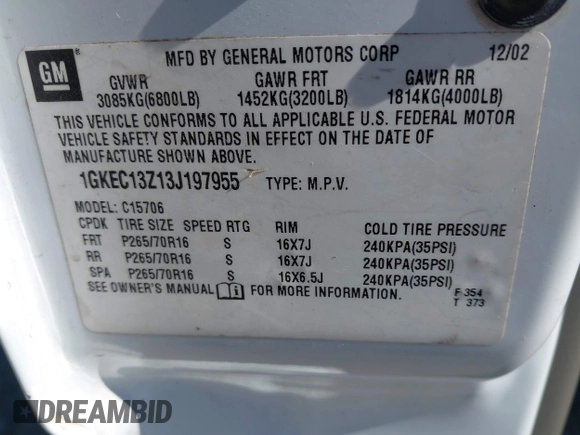 GM
®
MFD BY GENERAL MOTORS CORP 12/02
GVWR GAWR FRT GAWR RR
3085KG(6800LB) 1452KG(3200LB) 1814KG(4000LB)
THIS VEHICLE CONFORMS TO ALL APPLICABLE U.S. FEDERAL MOTOR
VEHICLE SAFETY STANDARDS IN EFFECT ON THE DATE OF
MANUFACTURE SHOWN ABOVE.
1GKEC13Z13J197955 TYPE: M.P.V.
MODEL: C15706
CPDK TIRE SIZE SPEED RTG RIM COLD TIRE PRESSURE
FRT P265/70R16 S 16X7J 240KPA(35PSI)
RR P265/70R16 S 16X7J 240KPA(35PSI)
SPA P265/70R16 S 16X6.5J 240KPA(35PSI)
SEE OWNER'S MANUAL FOR MORE INFORMATION.
F 354
T 373
DREAMBID